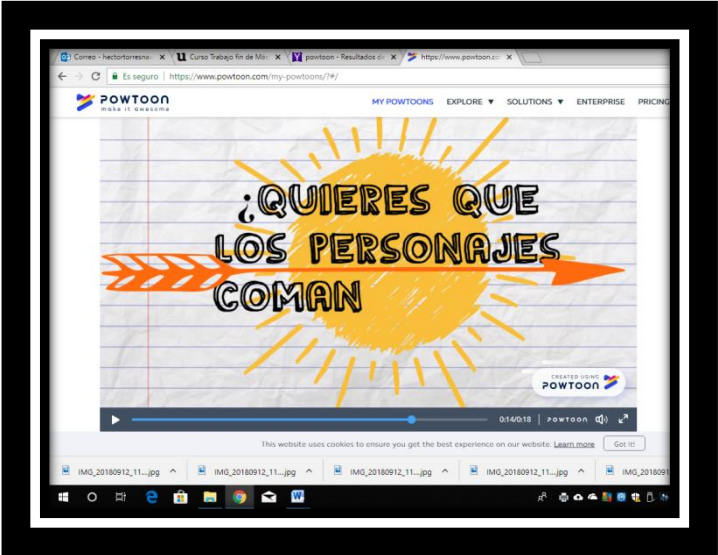 Correo - hectortorresna
Curso Trabajo fin de Más
powtoon - Resultados de
https://www.powtoon.co
Es seguro | https://www.powtoon.com/my-powtoons/?#/
POWTOON
make it awesome
MY POWTOONS EXPLORE ▼ SOLUTIONS ▼ ENTERPRISE PRICING
¿QUIERES QUE
LOS PERSONAJES
COMAN
CREATED USING
POWTOON
0:14/0:18 | POWTOON
This website uses cookies to ensure you get the best experience on our website. Learn more Got it!
IMG_20180912_11....jpg IMG_20180912_11....jpg IMG_20180912_11....jpg IMG_20180912_11....jpg IMG_2018091